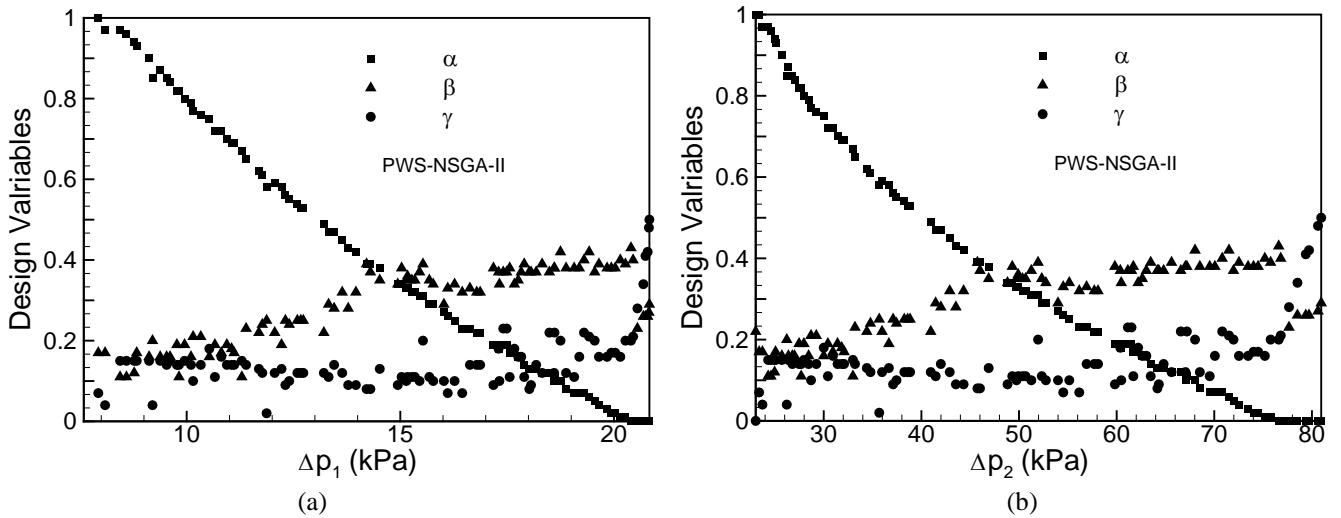 1
0.8
0.6
0.4
0.2
0
Design Valriables
α
β
γ
PWS-NSGA-II
10 15 20
Δp₁ (kPa)
(a)
1
0.8
0.6
0.4
0.2
0
Design Valriables
α
β
γ
PWS-NSGA-II
30 40 50 60 70 80
Δp₂ (kPa)
(b)